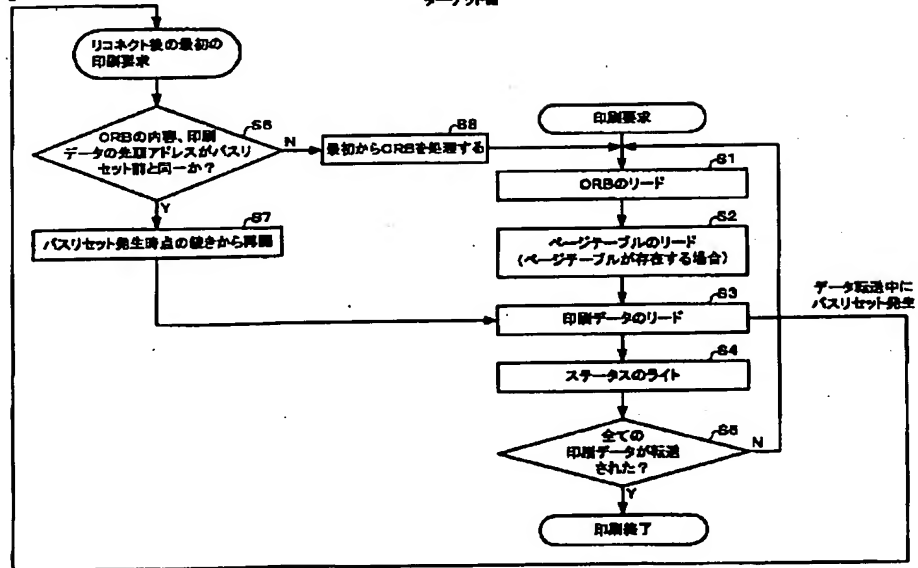 ターゲット側
リコネクト後の最初の
印刷要求
ORBの内容、印刷
データの先頭アドレスがバスリ
セット前と同一か？
S6
N
Y
S8
最初からORBを処理する
S7
バスリセット発生時点の続きから再開
印刷要求
S1
ORBのリード
S2
ページテーブルのリード
(ページテーブルが存在する場合)
S3
印刷データのリード
データ転送中に
バスリセット発生
S4
ステータスのライト
S5
全ての
印刷データが転送
された？
N
Y
印刷終了